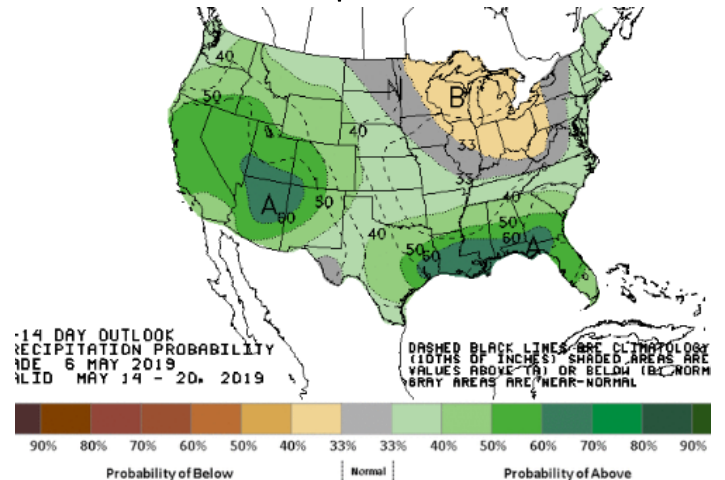 40
50
N
B
40
33
33
A
60
50
40
40
50
60
50
60
A
-14 DAY OUTLOOK
RECIPITATION PROBABILITY
ADE 6 MAY 2019
ALID MAY 14 - 20, 2019
DASHED BLACK LINES ARE CLIMATOLOGY
(10THS OF INCHES) SHADED AREAS ARE
VALUES ABOVE (A) OR BELOW (B) NORM
GRAY AREAS ARE NEAR-NORMAL
90% 80% 70% 60% 50% 40% 33% 33% 40% 50% 60% 70% 80% 90%
Probability of Below Normal Probability of Above